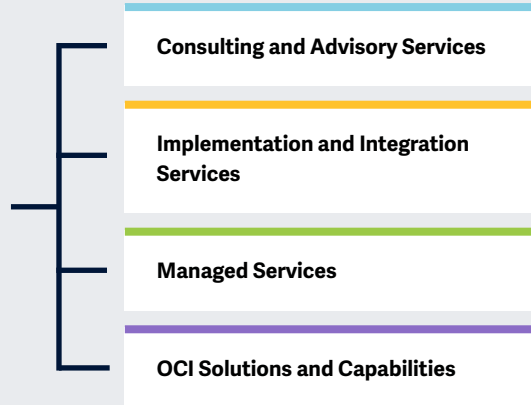 Consulting and Advisory Services
Implementation and Integration
Services
Managed Services
OCI Solutions and Capabilities